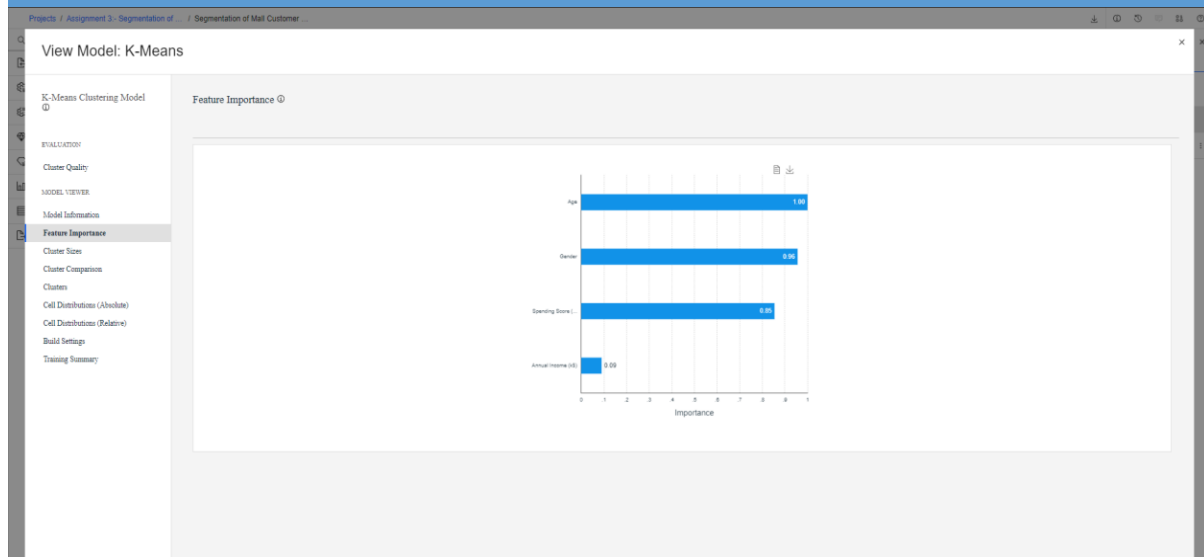 Projects / Assignment 3:- Segmentation of ... / Segmentation of Mall Customer ...
View Model: K-Means
K-Means Clustering Model
EVALUATION
Cluster Quality
MODEL VIEWER
Model Information
Feature Importance
Cluster Sizes
Cluster Comparison
Clusters
Cell Distributions (Absolute)
Cell Distributions (Relative)
Build Settings
Training Summary
Feature Importance
Age
1.00
Gender
0.96
Spending Score (...
0.85
Annual Income (k$)
0.09
0 .1 .2 .3 .4 .5 .6 .7 .8 .9 1
Importance